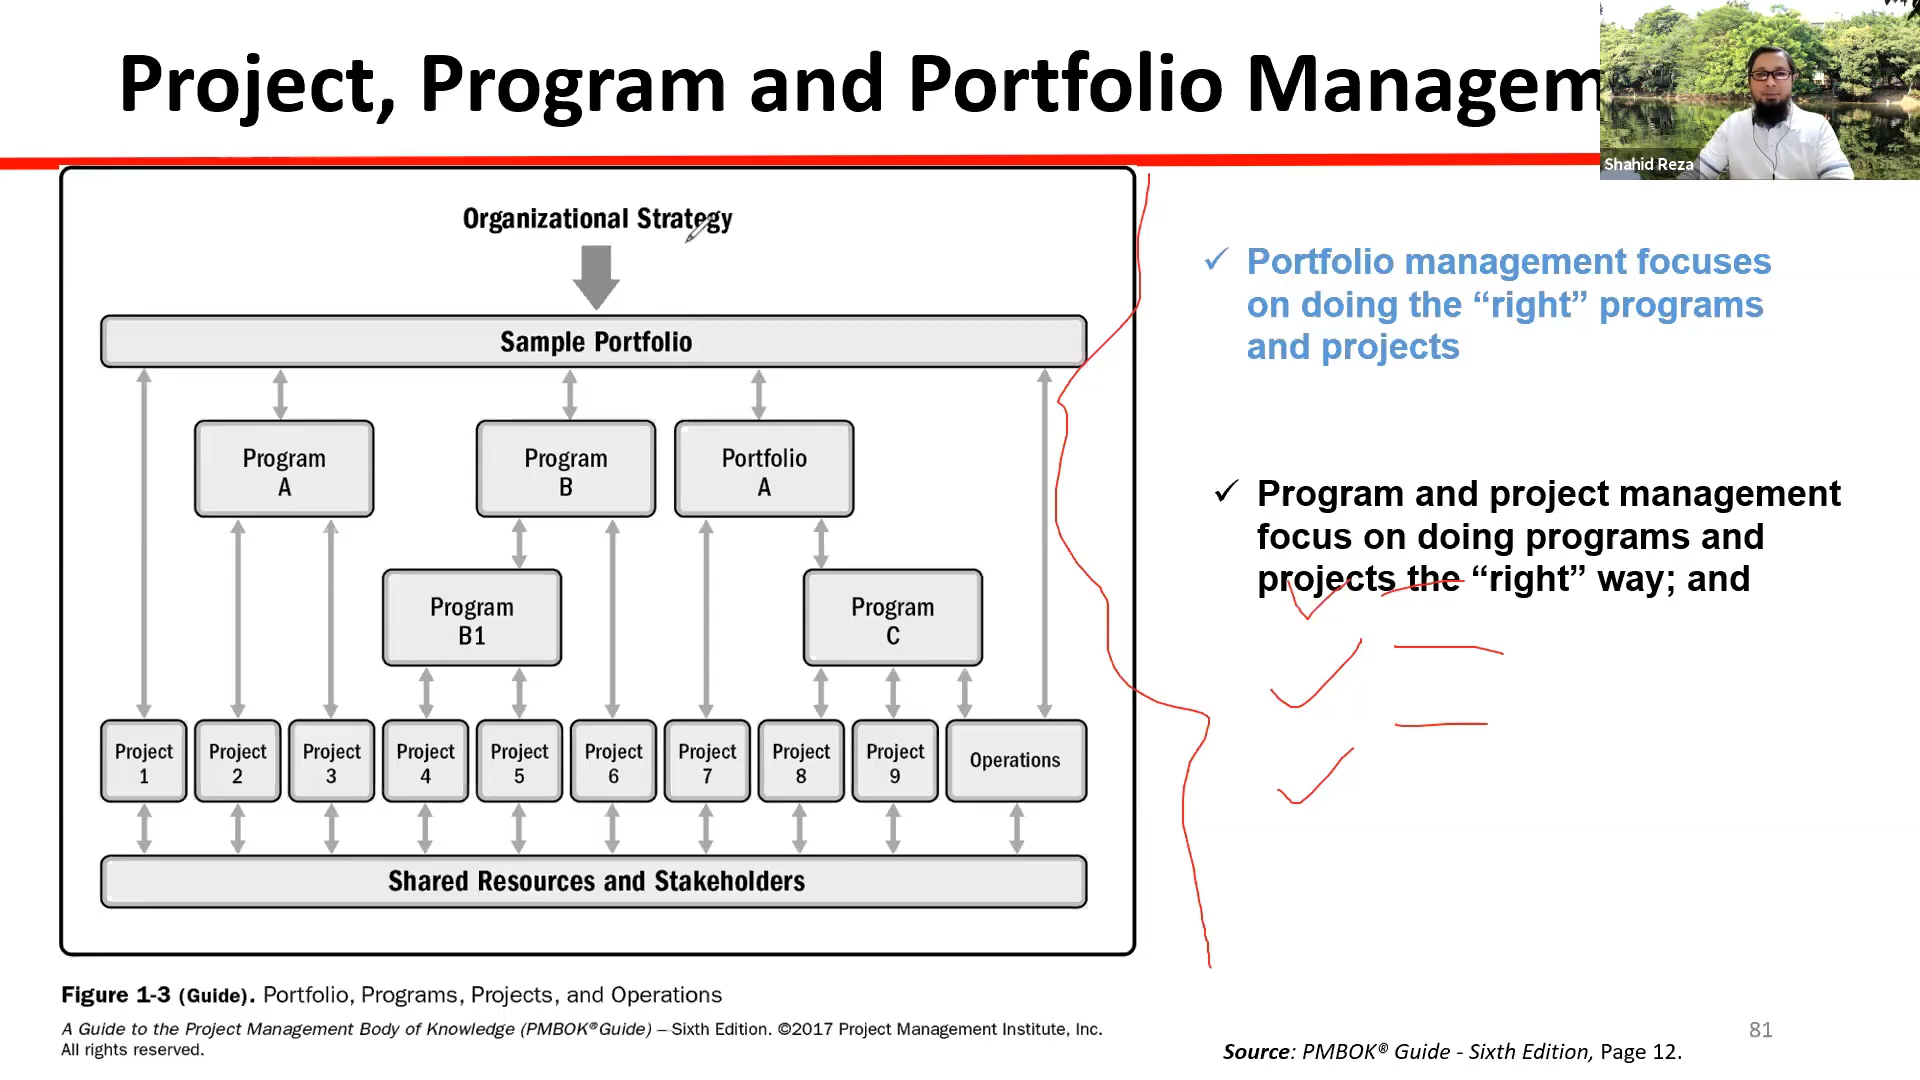 Project, Program and Portfolio Managem
Shahid Reza
Organizational Strategy
Sample Portfolio
Program
A
Program
B
Portfolio
A
Program
B1
Program
C
Project
1
Project
2
Project
3
Project
4
Project
5
Project
6
Project
7
Project
8
Project
9
Operations
Shared Resources and Stakeholders
Figure 1-3 (Guide). Portfolio, Programs, Projects, and Operations
A Guide to the Project Management Body of Knowledge (PMBOK®Guide) – Sixth Edition. ©2017 Project Management Institute, Inc.
All rights reserved.
✓ Portfolio management focuses
on doing the “right” programs
and projects
✓ Program and project management
focus on doing programs and
projects the “right” way; and
Source: PMBOK® Guide - Sixth Edition, Page 12.
81